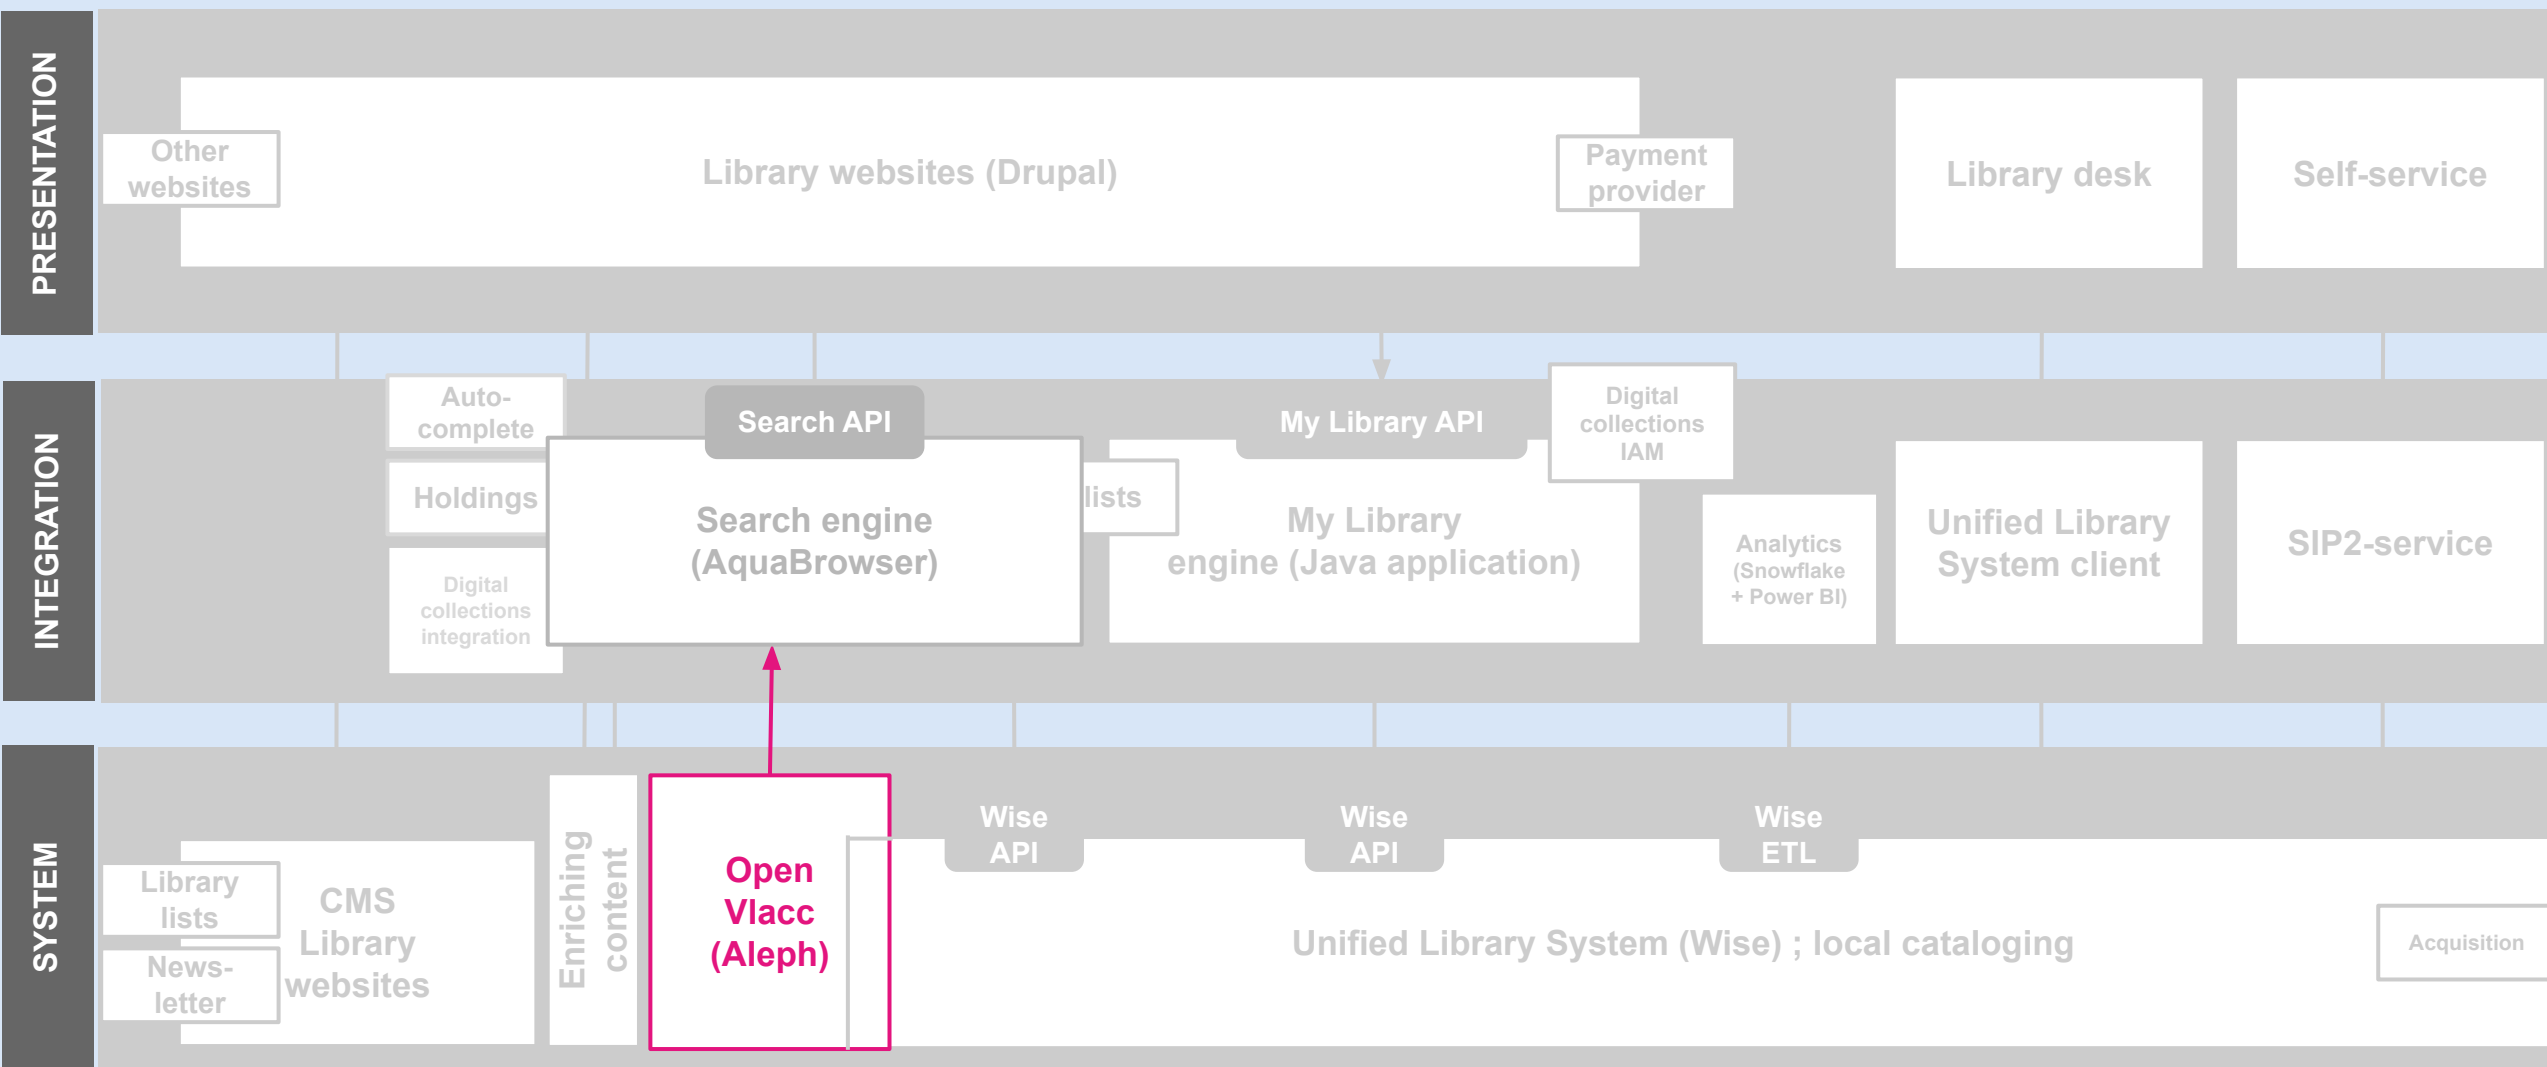 PRESENTATION
Other
websites
Library websites (Drupal)
Payment
provider
Library desk
Self-service
INTEGRATION
Auto-
complete
Holdings
Digital
collections
integration
Search API
Search engine
(AquaBrowser)
lists
My Library API
My Library
engine (Java application)
Digital
collections
IAM
Analytics
(Snowflake
+ Power BI)
Unified Library
System client
SIP2-service
SYSTEM
Library
lists
News-
letter
CMS
Library
websites
Enriching
content
Open
Vlacc
(Aleph)
Wise
API
Wise
API
Wise
ETL
Unified Library System (Wise) ; local cataloging
Acquisition